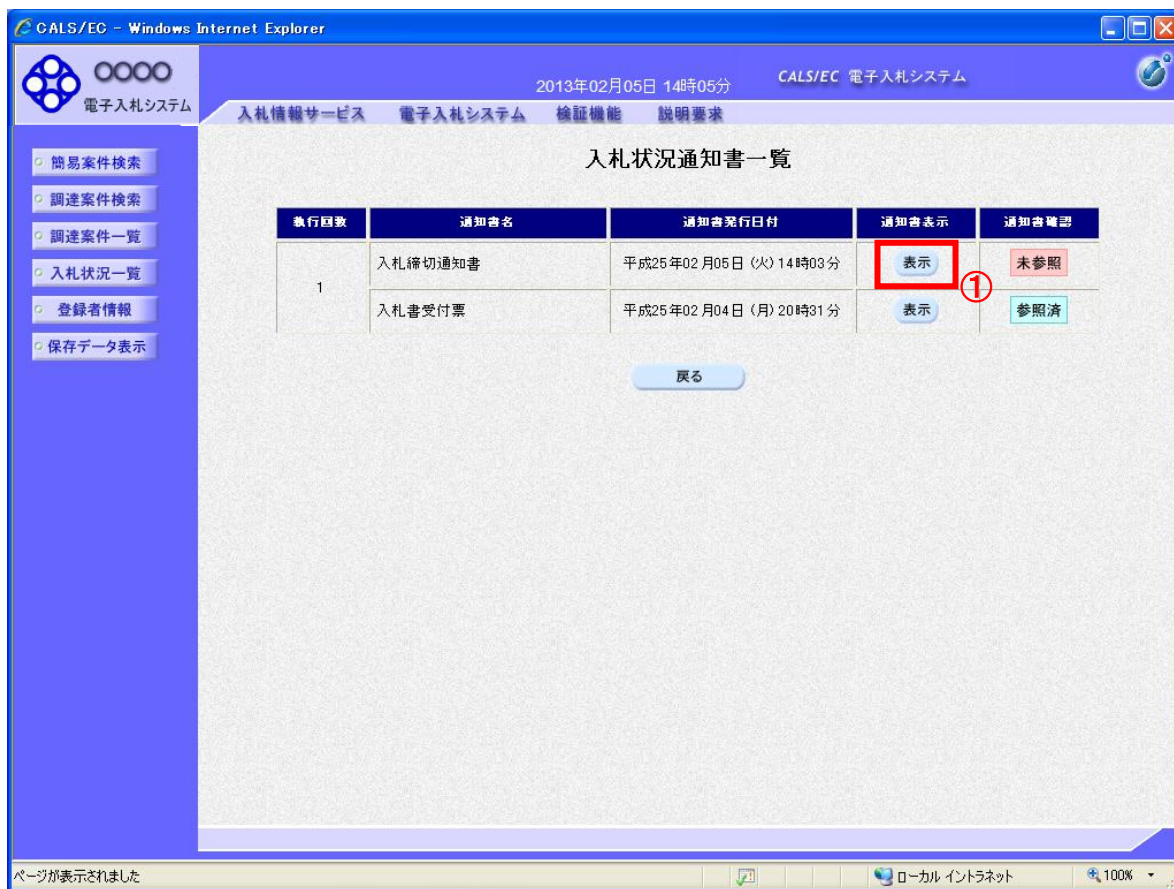 CALS/EC - Windows Internet Explorer
〇〇〇〇
電子入札システム
2013年02月05日 14時05分
CALS/EC 電子入札システム
入札情報サービス 電子入札システム 検証機能 説明要求
簡易案件検索
調達案件検索
調達案件一覧
入札状況一覧
登録者情報
保存データ表示
入札状況通知書一覧
執行回数 通知書名 通知書発行日付 通知書表示 通知書確認
1
入札締切通知書 平成25年02月05日 (火) 14時03分 表示 未参照
①
入札書受付票 平成25年02月04日 (月) 20時31分 表示 参照済
戻る
ページが表示されました
ローカル イントラネット
100%